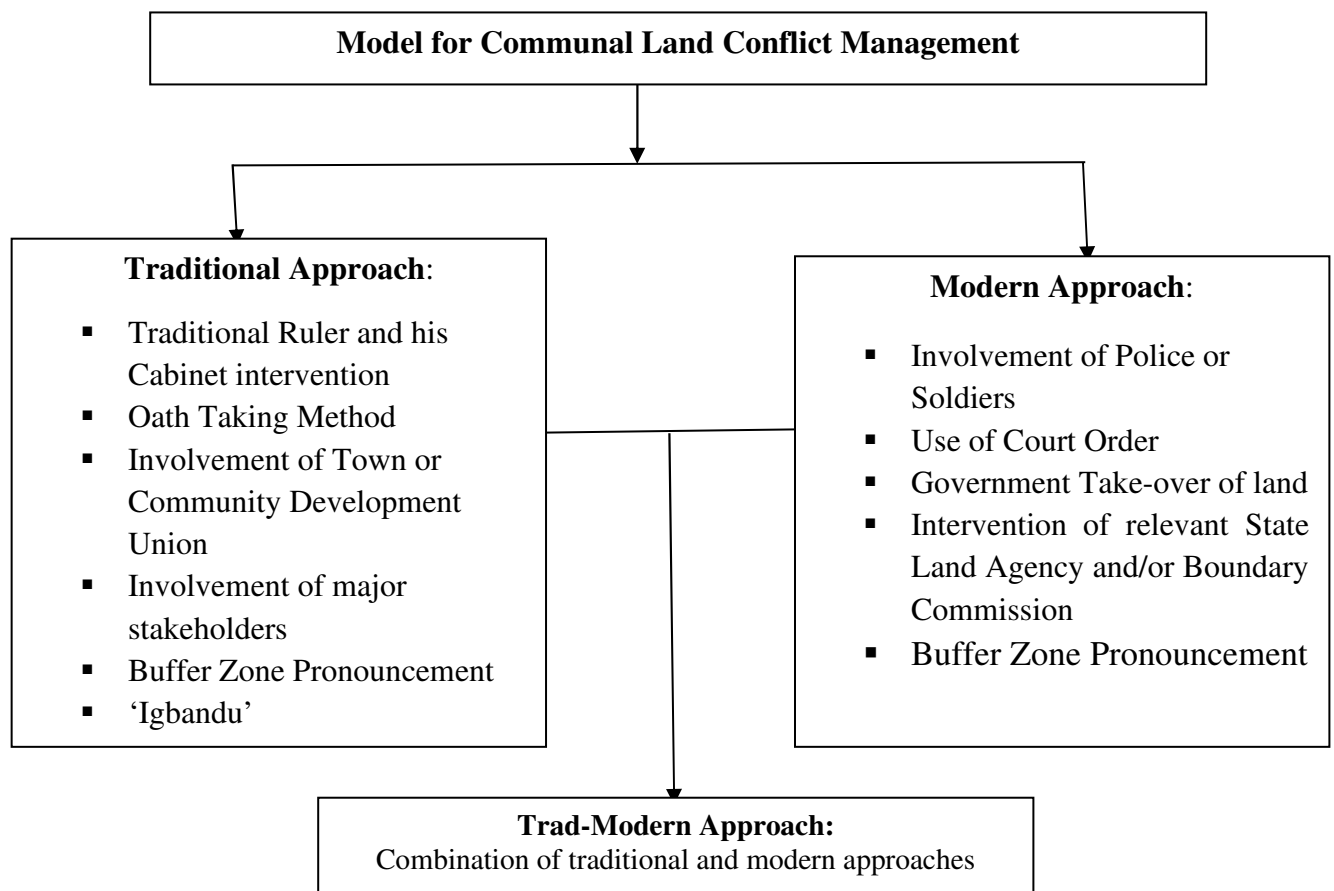 Model for Communal Land Conflict Management
Traditional Approach:
▪ Traditional Ruler and his
Cabinet intervention
▪ Oath Taking Method
▪ Involvement of Town or
Community Development
Union
▪ Involvement of major
stakeholders
▪ Buffer Zone Pronouncement
▪ ‘Igbandu’
Modern Approach:
▪ Involvement of Police or
Soldiers
▪ Use of Court Order
▪ Government Take-over of land
▪ Intervention of relevant State
Land Agency and/or Boundary
Commission
▪ Buffer Zone Pronouncement
Trad-Modern Approach:
Combination of traditional and modern approaches